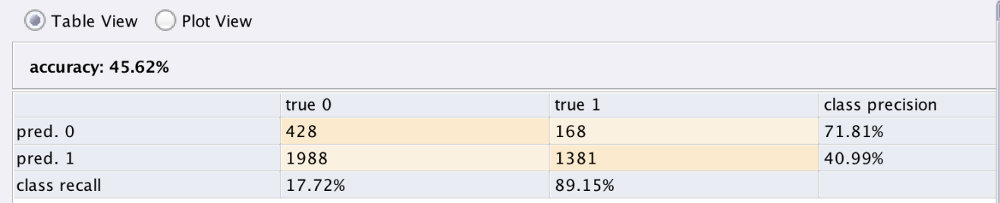 Table View Plot View
accuracy: 45.62%
true 0 true 1 class precision
pred. 0 428 168 71.81%
pred. 1 1988 1381 40.99%
class recall 17.72% 89.15%